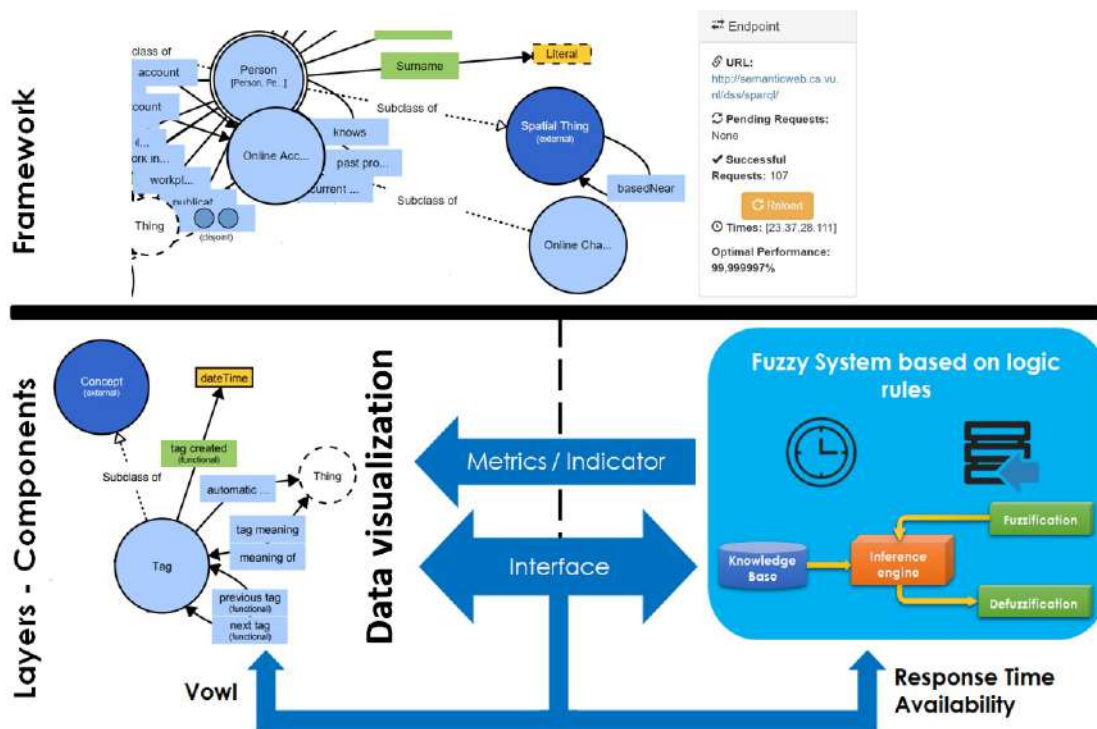 Framework
class of
account
count
work in...
workpl...
publicat
Thing
(disjoint)
Person
[Person, Pe...]
Online Acc...
knows
past pro...
current ...
Surname
Literal
Subclass of
Subclass of
Spatial Thing
(external)
basedNear
Online Cha...
Endpoint
URL:
http://semanticweb.cs.vu.
nl/dss/sparql/
Pending Requests:
None
Successful
Requests: 107
Reload
Times: [23.37,28.111]
Optimal Performance:
99,999997%
Layers - Components
Concept
(external)
dateTime
tag created
(functional)
Subclass of
Thing
automatic ...
tag meaning
meaning of
Tag
previous tag
(functional)
next tag
(functional)
Vowl
Data visualization
Metrics / Indicator
Interface
Fuzzy System based on logic
rules
Knowledge
Base
Inference
engine
Fuzzification
Defuzzification
Response Time
Availability